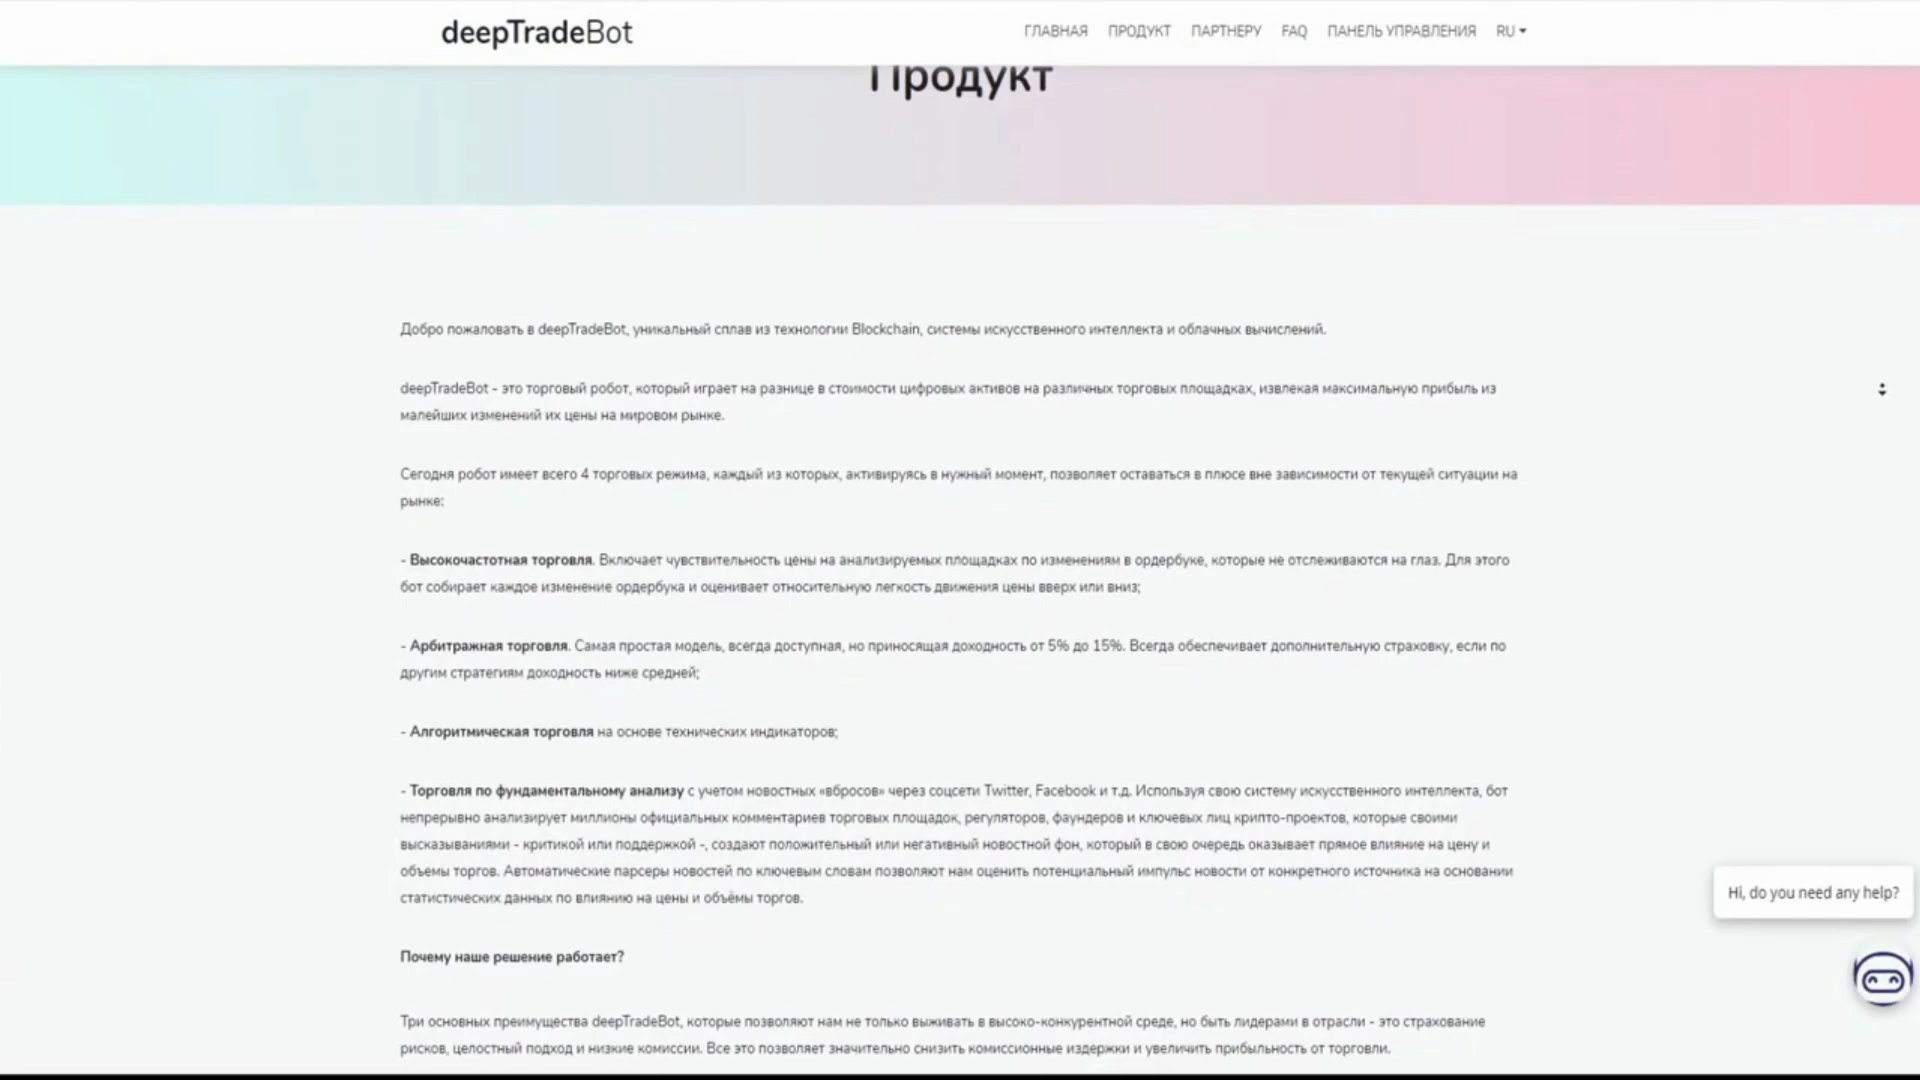 deepTradeBot
ГЛАВНАЯ ПРОДУКТ ПАРТНЕРУ FAQ ПАНЕЛЬ УПРАВЛЕНИЯ RU
Продукт
Добро пожаловать в deepTradeBot, уникальный сплав из технологии Blockchain, системы искусственного интеллекта и облачных вычислений.
deepTradeBot - это торговый робот, который играет на разнице в стоимости цифровых активов на различных торговых площадках, извлекая максимальную прибыль из
малейших изменений их цены на мировом рынке.
Сегодня робот имеет всего 4 торговых режима, каждый из которых, активируясь в нужный момент, позволяет оставаться в плюсе вне зависимости от текущей ситуации на
рынке:
- Высокочастотная торговля. Включает чувствительность цены на анализируемых площадках по изменениям в ордербуке, которые не отслеживаются на глаз. Для этого
бот собирает каждое изменение ордербука и оценивает относительную легкость движения цены вверх или вниз;
- Арбитражная торговля. Самая простая модель, всегда доступная, но приносящая доходность от 5% до 15%. Всегда обеспечивает дополнительную страховку, если по
другим стратегиям доходность ниже средней;
- Алгоритмическая торговля на основе технических индикаторов;
- Торговля по фундаментальному анализу с учетом новостных «вбросов» через соцсети Twitter, Facebook и т.д. Используя свою систему искусственного интеллекта, бот
непрерывно анализирует миллионы официальных комментариев торговых площадок, регуляторов, фаундеров и ключевых лиц крипто-проектов, которые своими
высказываниями - критикой или поддержкой -, создают положительный или негативный новостной фон, который в свою очередь оказывает прямое влияние на цену и
объемы торгов. Автоматические парсеры новостей по ключевым словам позволяют нам оценить потенциальный импульс новости от конкретного источника на основании
статистических данных по влиянию на цены и объёмы торгов.
Hi, do you need any help?
Почему наше решение работает?
Три основных преимущества deepTradeBot, которые позволяют нам не только выживать в высоко-конкурентной среде, но быть лидерами в отрасли - это страхование
рисков, целостный подход и низкие комиссии. Все это позволяет значительно снизить комиссионные издержки и увеличить прибыльность от торговли.